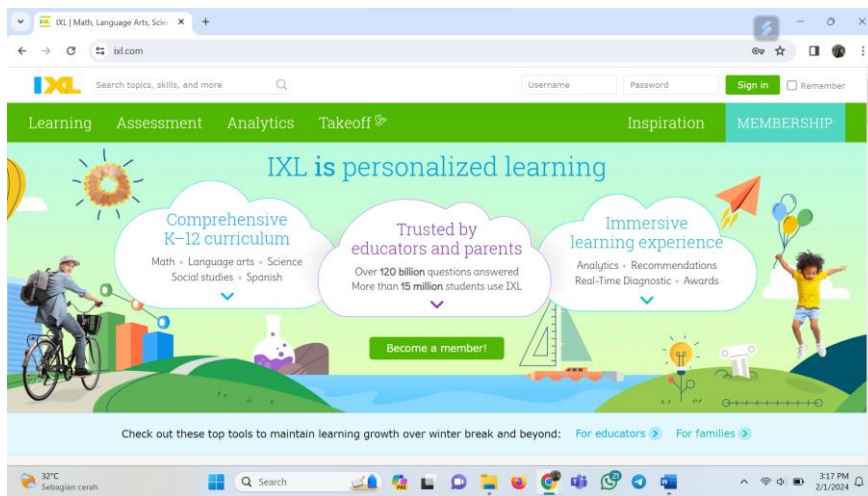 IXL | Math, Language Arts, Scien
ixl.com
IXL
Search topics, skills, and more
Username
Password
Sign in
Remember
Learning
Assessment
Analytics
Takeoff
Inspiration
MEMBERSHIP
IXL is personalized learning
Comprehensive
K–12 curriculum
Math • Language arts • Science
Social studies • Spanish
Trusted by
educators and parents
Over 120 billion questions answered
More than 15 million students use IXL
Immersive
learning experience
Analytics • Recommendations
Real-Time Diagnostic • Awards
Become a member!
Check out these top tools to maintain learning growth over winter break and beyond: For educators For families
32°C
Sebagian cerah
Search
21
3:17 PM
2/1/2024